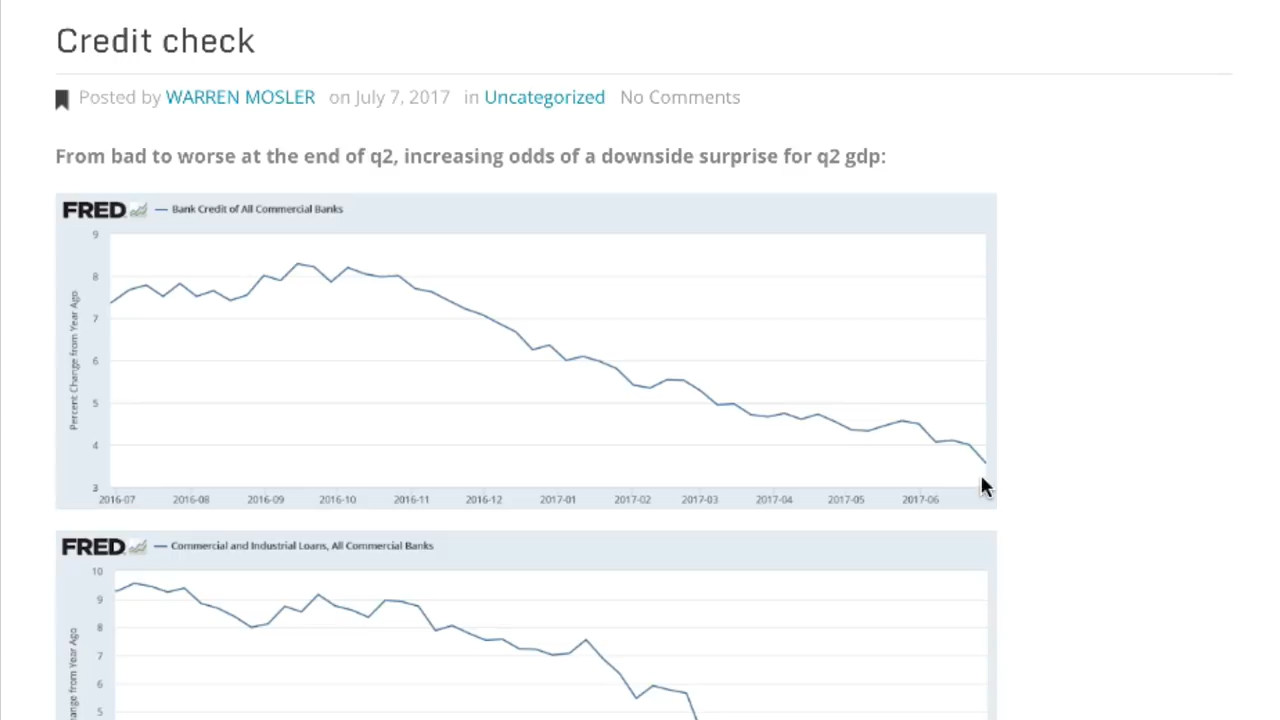 Credit check
Posted by WARREN MOSLER on July 7, 2017 in Uncategorized No Comments
From bad to worse at the end of q2, increasing odds of a downside surprise for q2 gdp:
FRED — Bank Credit of All Commercial Banks
9
8
7
6
5
4
3
Percent Change from Year Ago
2016-07 2016-08 2016-09 2016-10 2016-11 2016-12 2017-01 2017-02 2017-03 2017-04 2017-05 2017-06
FRED — Commercial and Industrial Loans, All Commercial Banks
10
9
8
7
6
5
ange from Year Ago